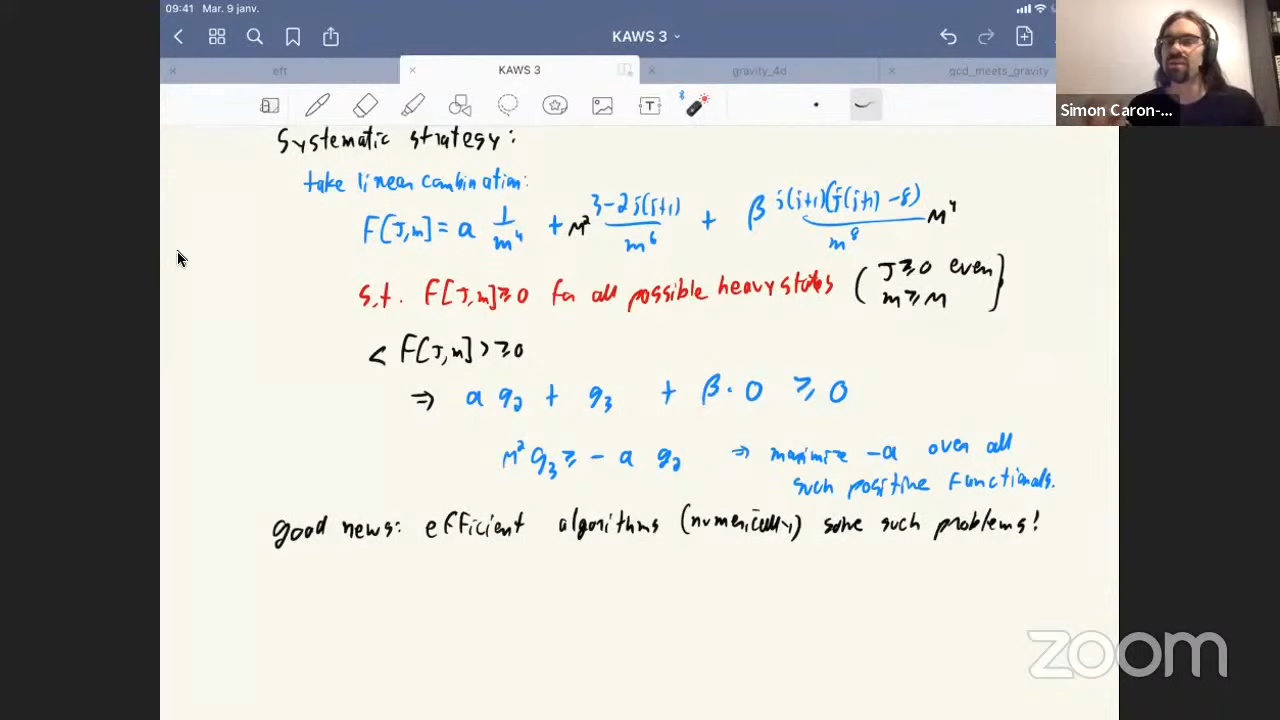 09:41 Mar. 9 janv.
KAWS 3
eft
KAWS 3
gravity_4d
qcd_meets_gravity
Simon Caron-...
Systematic strategy:
take linear combination:
F[J,m] = a 1/m⁴ + M² (3-2j(j+1))/m⁶ + β (j(j+1)(j(j+1)-8))/m⁸ M⁴
s.t. F[J,m] ≥ 0 for all possible heavy states (J ≥ 0 even
m ≥ M)
< F[J,m] > ≥ 0
⇒ a g₂ + g₃ + β · 0 ≥ 0
M² g₃ ≥ - a g₂ ⇒ maximize -a over all
such positive functionals.
good news: efficient algorithms (numerically) solve such problems!
zoom